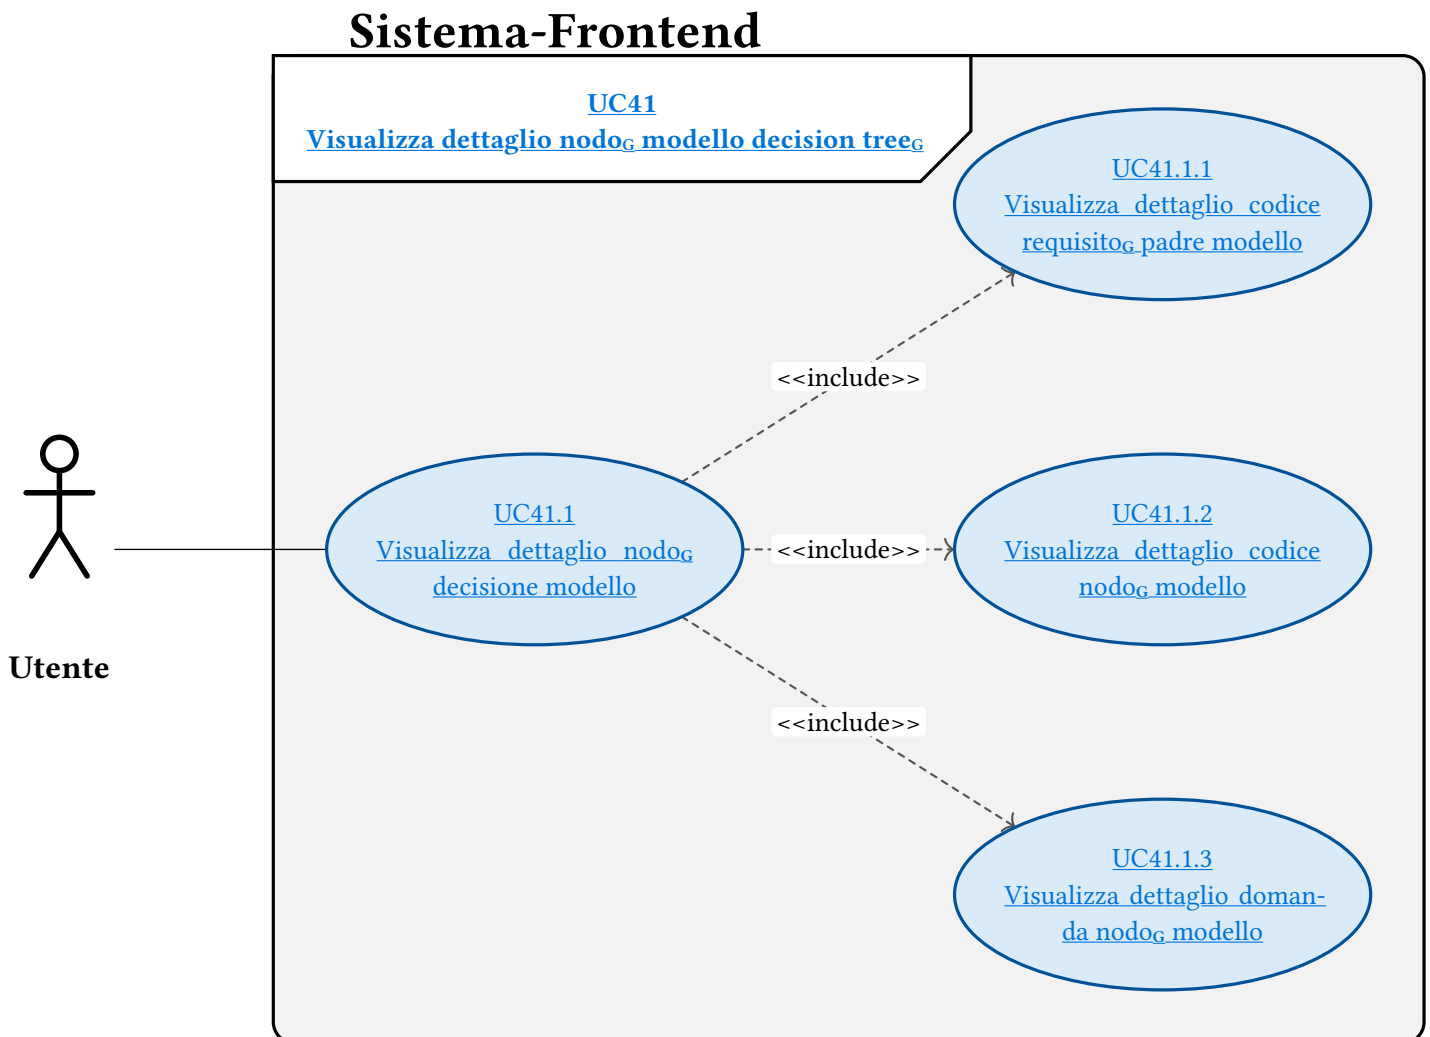 Sistema-Frontend
UC41
Visualizza dettaglio nodoG modello decision treeG
UC41.1.1
Visualizza dettaglio codice
requisitoG padre modello
<<include>>
UC41.1
Visualizza dettaglio nodoG
decisione modello
<<include>>
UC41.1.2
Visualizza dettaglio codice
nodoG modello
Utente
<<include>>
UC41.1.3
Visualizza dettaglio doman-
da nodoG modello